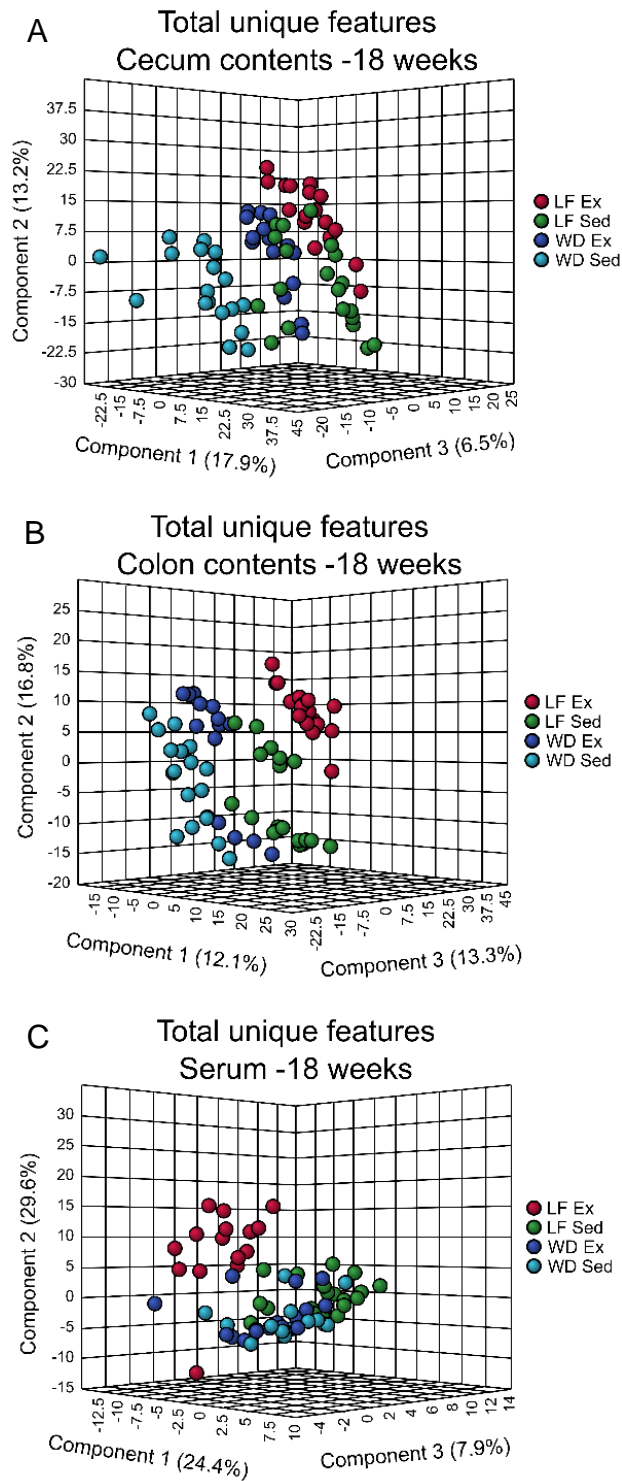 A
Total unique features
Cecum contents -18 weeks
Component 2 (13.2%)
37.5
30
22.5
15
7.5
0
-7.5
-15
-22.5
-30
-22.5 -15 -7.5 0 7.5 15 22.5 30 37.5 45
-20 -15 -10 -5 0 5 10 15 20 25
Component 1 (17.9%)
Component 3 (6.5%)
LF Ex
LF Sed
WD Ex
WD Sed
B
Total unique features
Colon contents -18 weeks
Component 2 (16.8%)
25
20
15
10
5
0
-5
-10
-15
-20
-15 -10 -5 0 5 10 15 20 25 30
-22.5 -15 -7.5 0 7.5 15 22.5 30 37.5 45
Component 1 (12.1%)
Component 3 (13.3%)
LF Ex
LF Sed
WD Ex
WD Sed
C
Total unique features
Serum -18 weeks
Component 2 (29.6%)
30
25
20
15
10
5
0
-5
-10
-15
-12.5 -10 -7.5 -5 -2.5 0 2.5 5 7.5 10
-4 -2 0 2 4 6 8 10 12 14
Component 1 (24.4%)
Component 3 (7.9%)
LF Ex
LF Sed
WD Ex
WD Sed